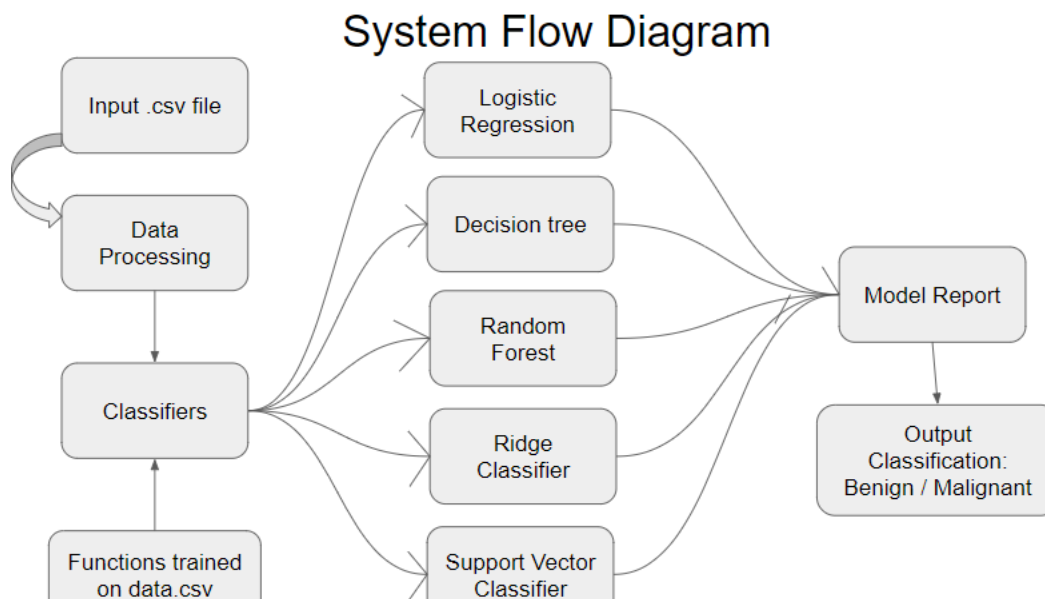 System Flow Diagram
Input .csv file
Data
Processing
Classifiers
Functions trained
on data.csv
Logistic
Regression
Decision tree
Random
Forest
Ridge
Classifier
Support Vector
Classifier
Model Report
Output
Classification:
Benign / Malignant